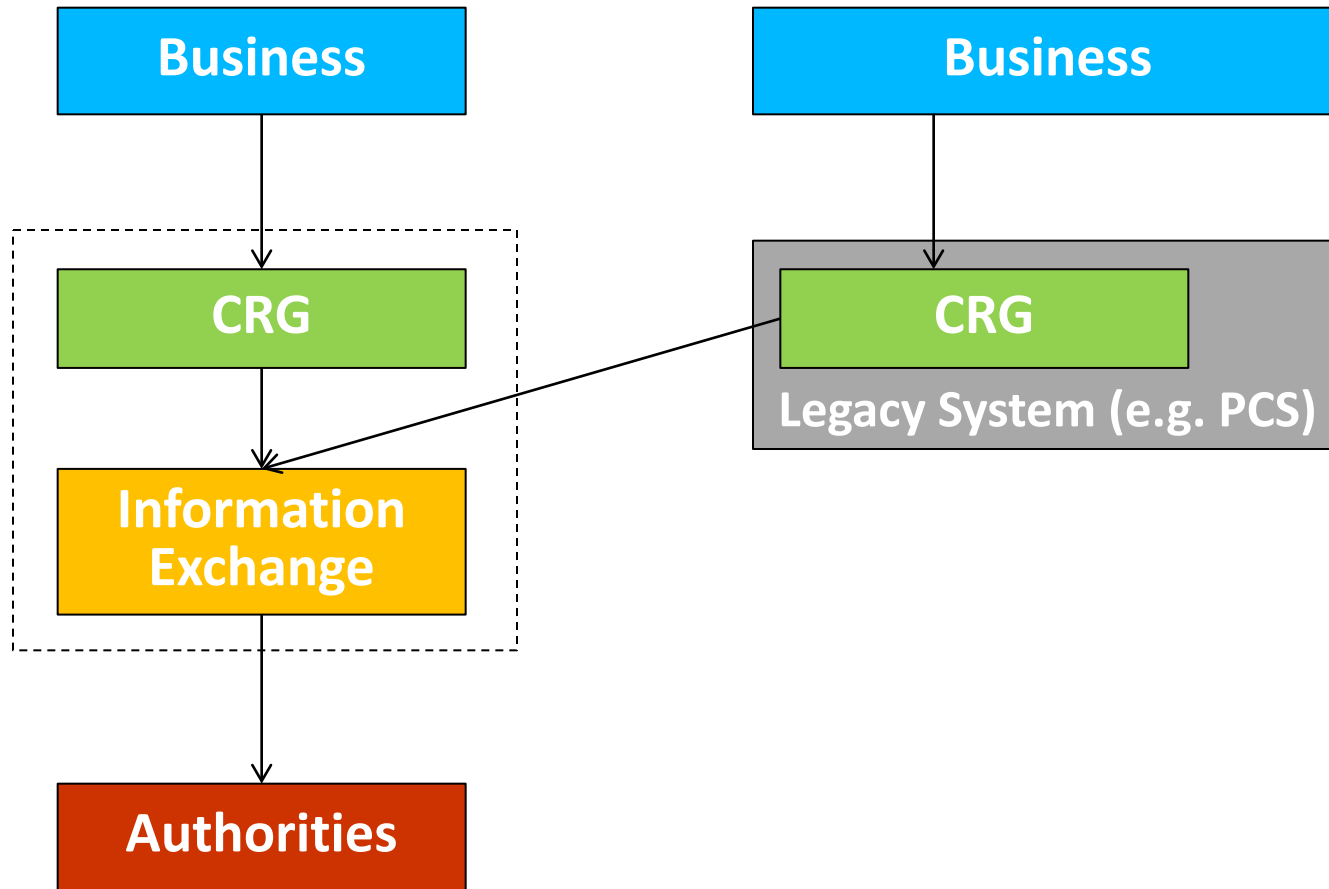 Business
Business
CRG
CRG
Legacy System (e.g. PCS)
Information
Exchange
Authorities